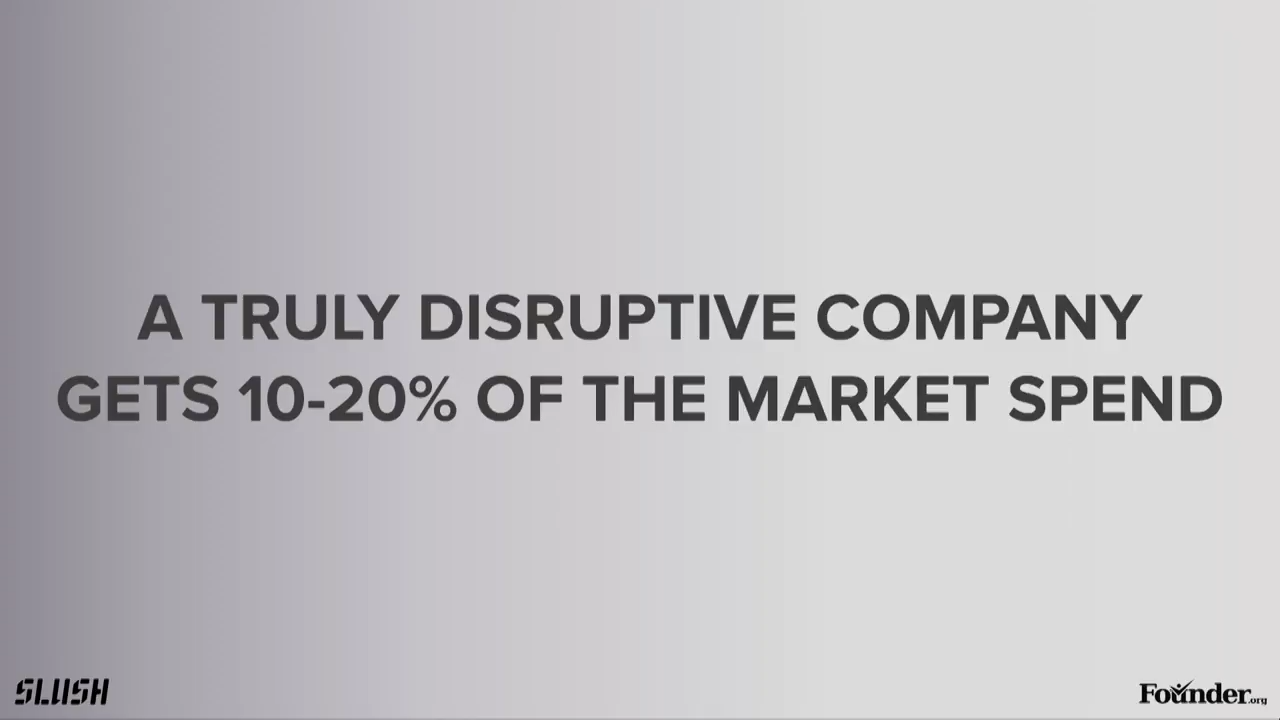 A TRULY DISRUPTIVE COMPANY
GETS 10-20% OF THE MARKET SPEND
SLUSH
Founder.org